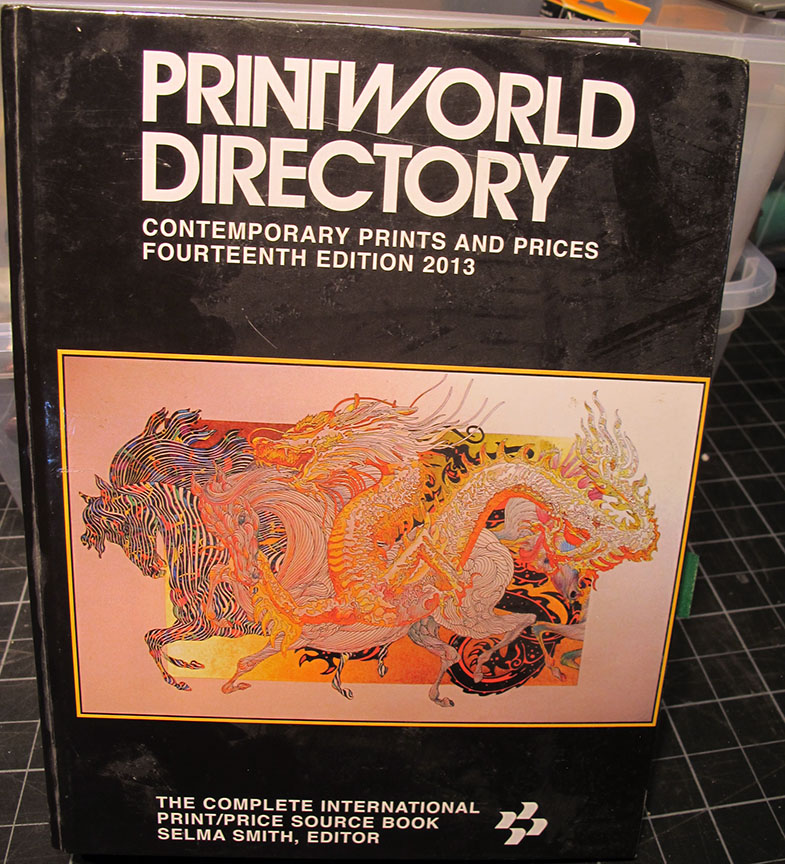 PRINTWORLD
DIRECTORY
CONTEMPORARY PRINTS AND PRICES
FOURTEENTH EDITION 2013
THE COMPLETE INTERNATIONAL
PRINT/PRICE SOURCE BOOK
SELMA SMITH, EDITOR